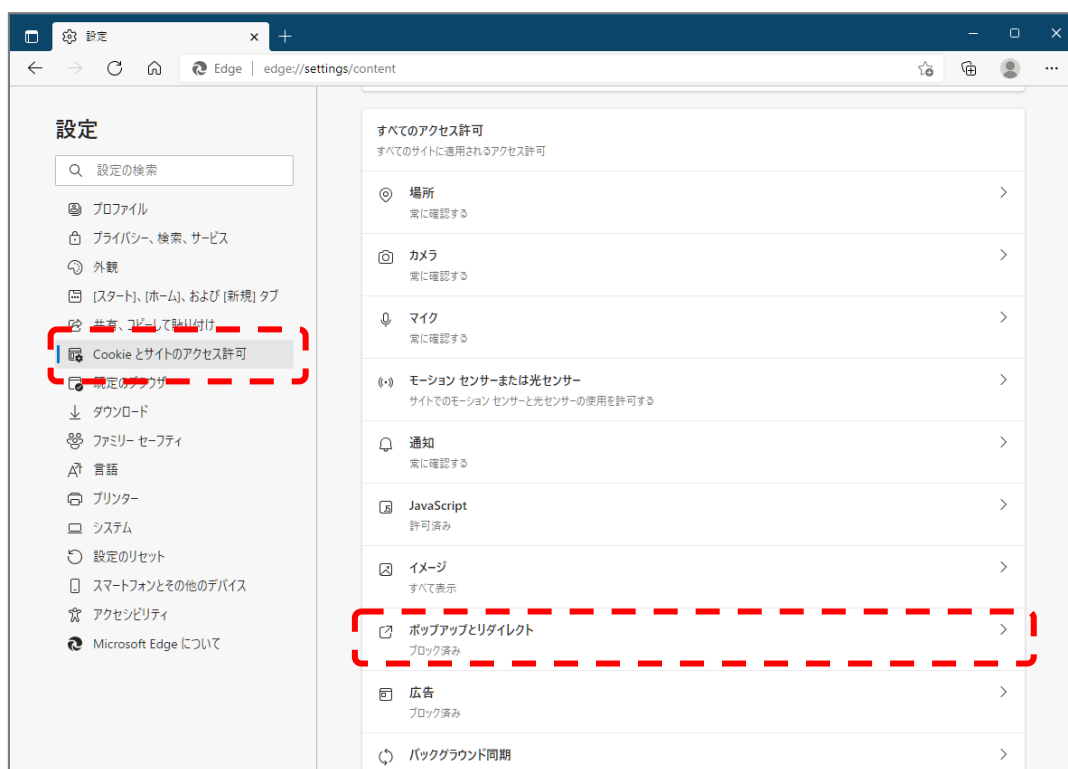 設定
Edge
edge://settings/content
設定
設定の検索
プロファイル
プライバシー、検索、サービス
外観
[スタート]、[ホーム]、および [新規] タブ
共有、コピーして貼り付け
Cookie とサイトのアクセス許可
既定のブラウザー
ダウンロード
ファミリー セーフティ
言語
プリンター
システム
設定のリセット
スマートフォンとその他のデバイス
アクセシビリティ
Microsoft Edge について
すべてのアクセス許可
すべてのサイトに適用されるアクセス許可
場所
常に確認する
カメラ
常に確認する
マイク
常に確認する
モーション センサーまたは光センサー
サイトでのモーション センサーと光センサーの使用を許可する
通知
常に確認する
JavaScript
許可済み
イメージ
すべて表示
ポップアップとリダイレクト
ブロック済み
広告
ブロック済み
バックグラウンド同期